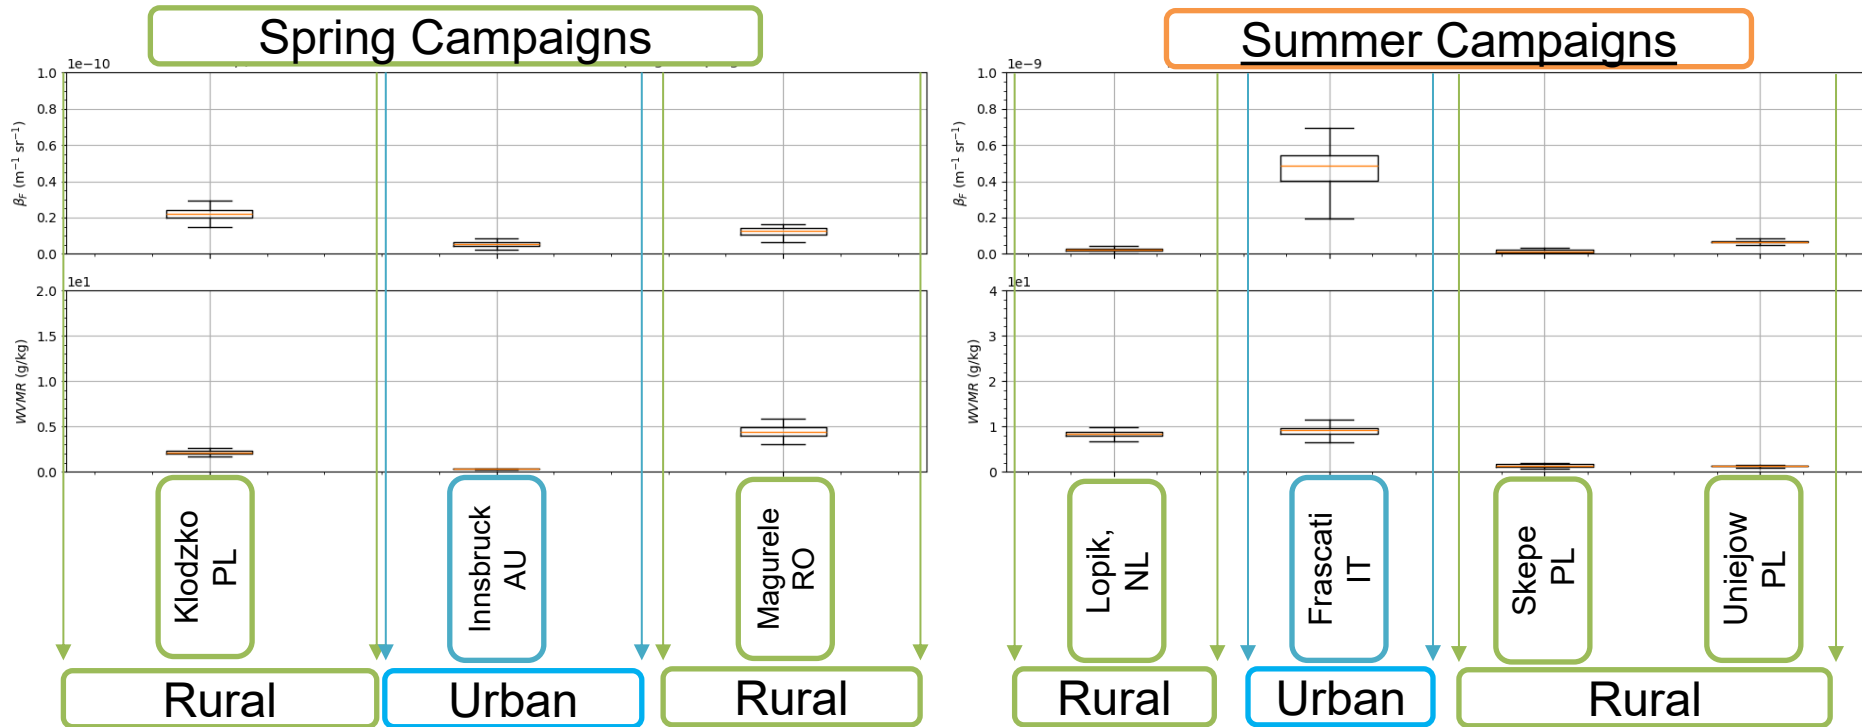 Spring Campaigns
Summer Campaigns
1e−10
1.0
0.8
0.6
0.4
0.2
0.0
βF (m⁻¹ sr⁻¹)
1e1
2.0
1.5
1.0
0.5
0.0
WVMR (g/kg)
1e−9
1.0
0.8
0.6
0.4
0.2
0.0
βF (m⁻¹ sr⁻¹)
1e1
4
3
2
1
0
WVMR (g/kg)
Klodzko
PL
Innsbruck
AU
Magurele
RO
Lopik,
NL
Frascati
IT
Skepe
PL
Uniejow
PL
Rural
Urban
Rural
Rural
Urban
Rural